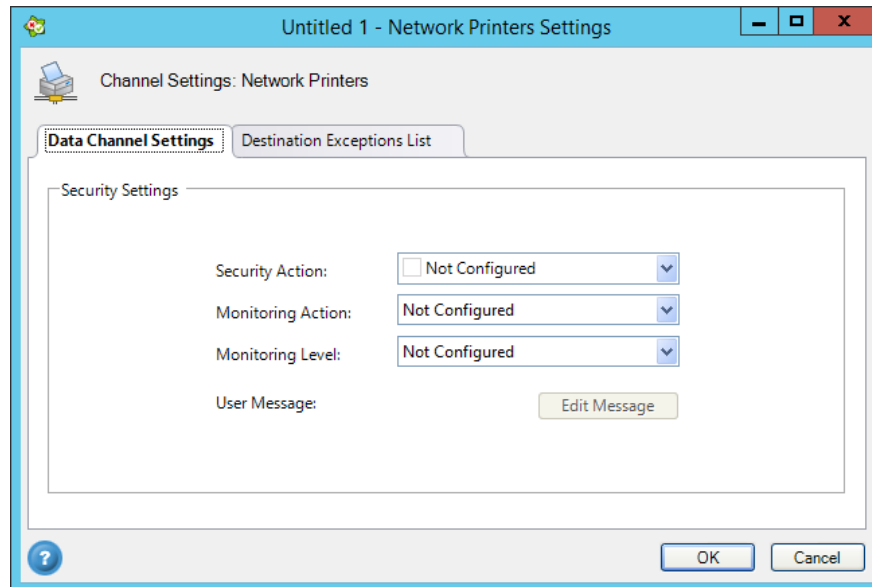 Untitled 1 - Network Printers Settings
Channel Settings: Network Printers
Data Channel Settings
Destination Exceptions List
Security Settings
Security Action: Not Configured
Monitoring Action: Not Configured
Monitoring Level: Not Configured
User Message: Edit Message
? OK Cancel